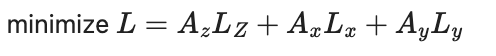 minimize L = A_z L_Z + A_x L_x + A_y L_y